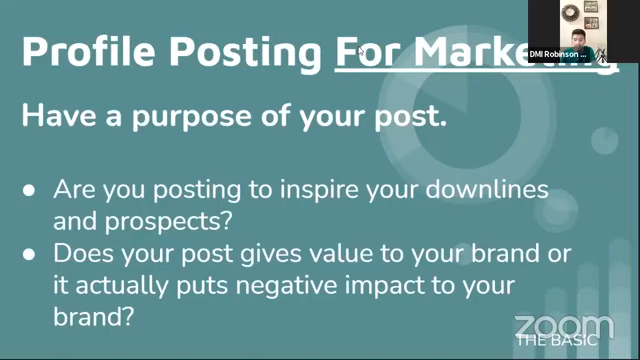 Profile Posting For Marketing
DMI Robinson ...
Have a purpose of your post.
● Are you posting to inspire your downlines
and prospects?
● Does your post gives value to your brand or
it actually puts negative impact to your
brand?
zoom
THE BASIC